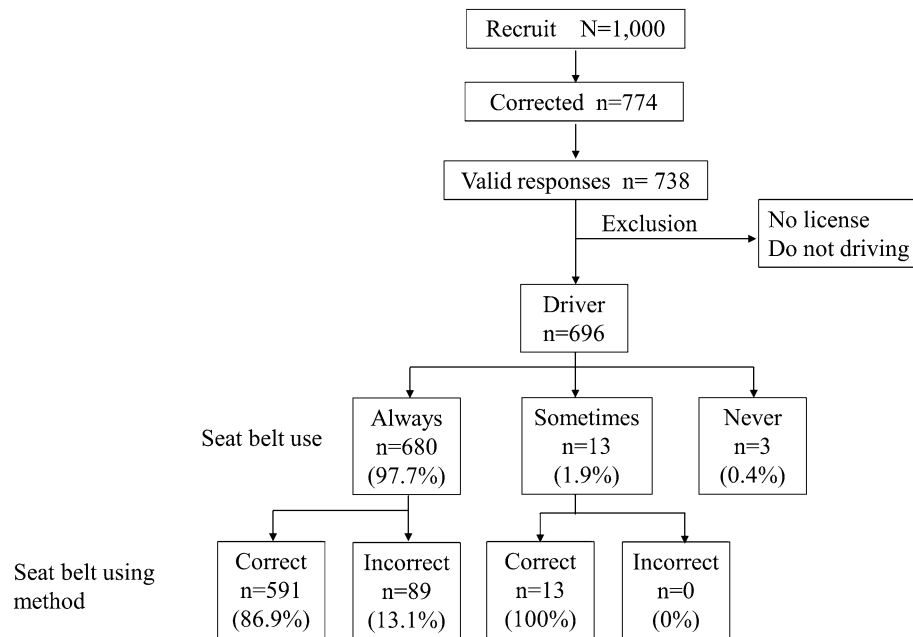 Recruit N=1,000
Corrected n=774
Valid responses n= 738
Exclusion
No license
Do not driving
Driver
n=696
Seat belt use
Always
n=680
(97.7%)
Sometimes
n=13
(1.9%)
Never
n=3
(0.4%)
Seat belt using
method
Correct
n=591
(86.9%)
Incorrect
n=89
(13.1%)
Correct
n=13
(100%)
Incorrect
n=0
(0%)